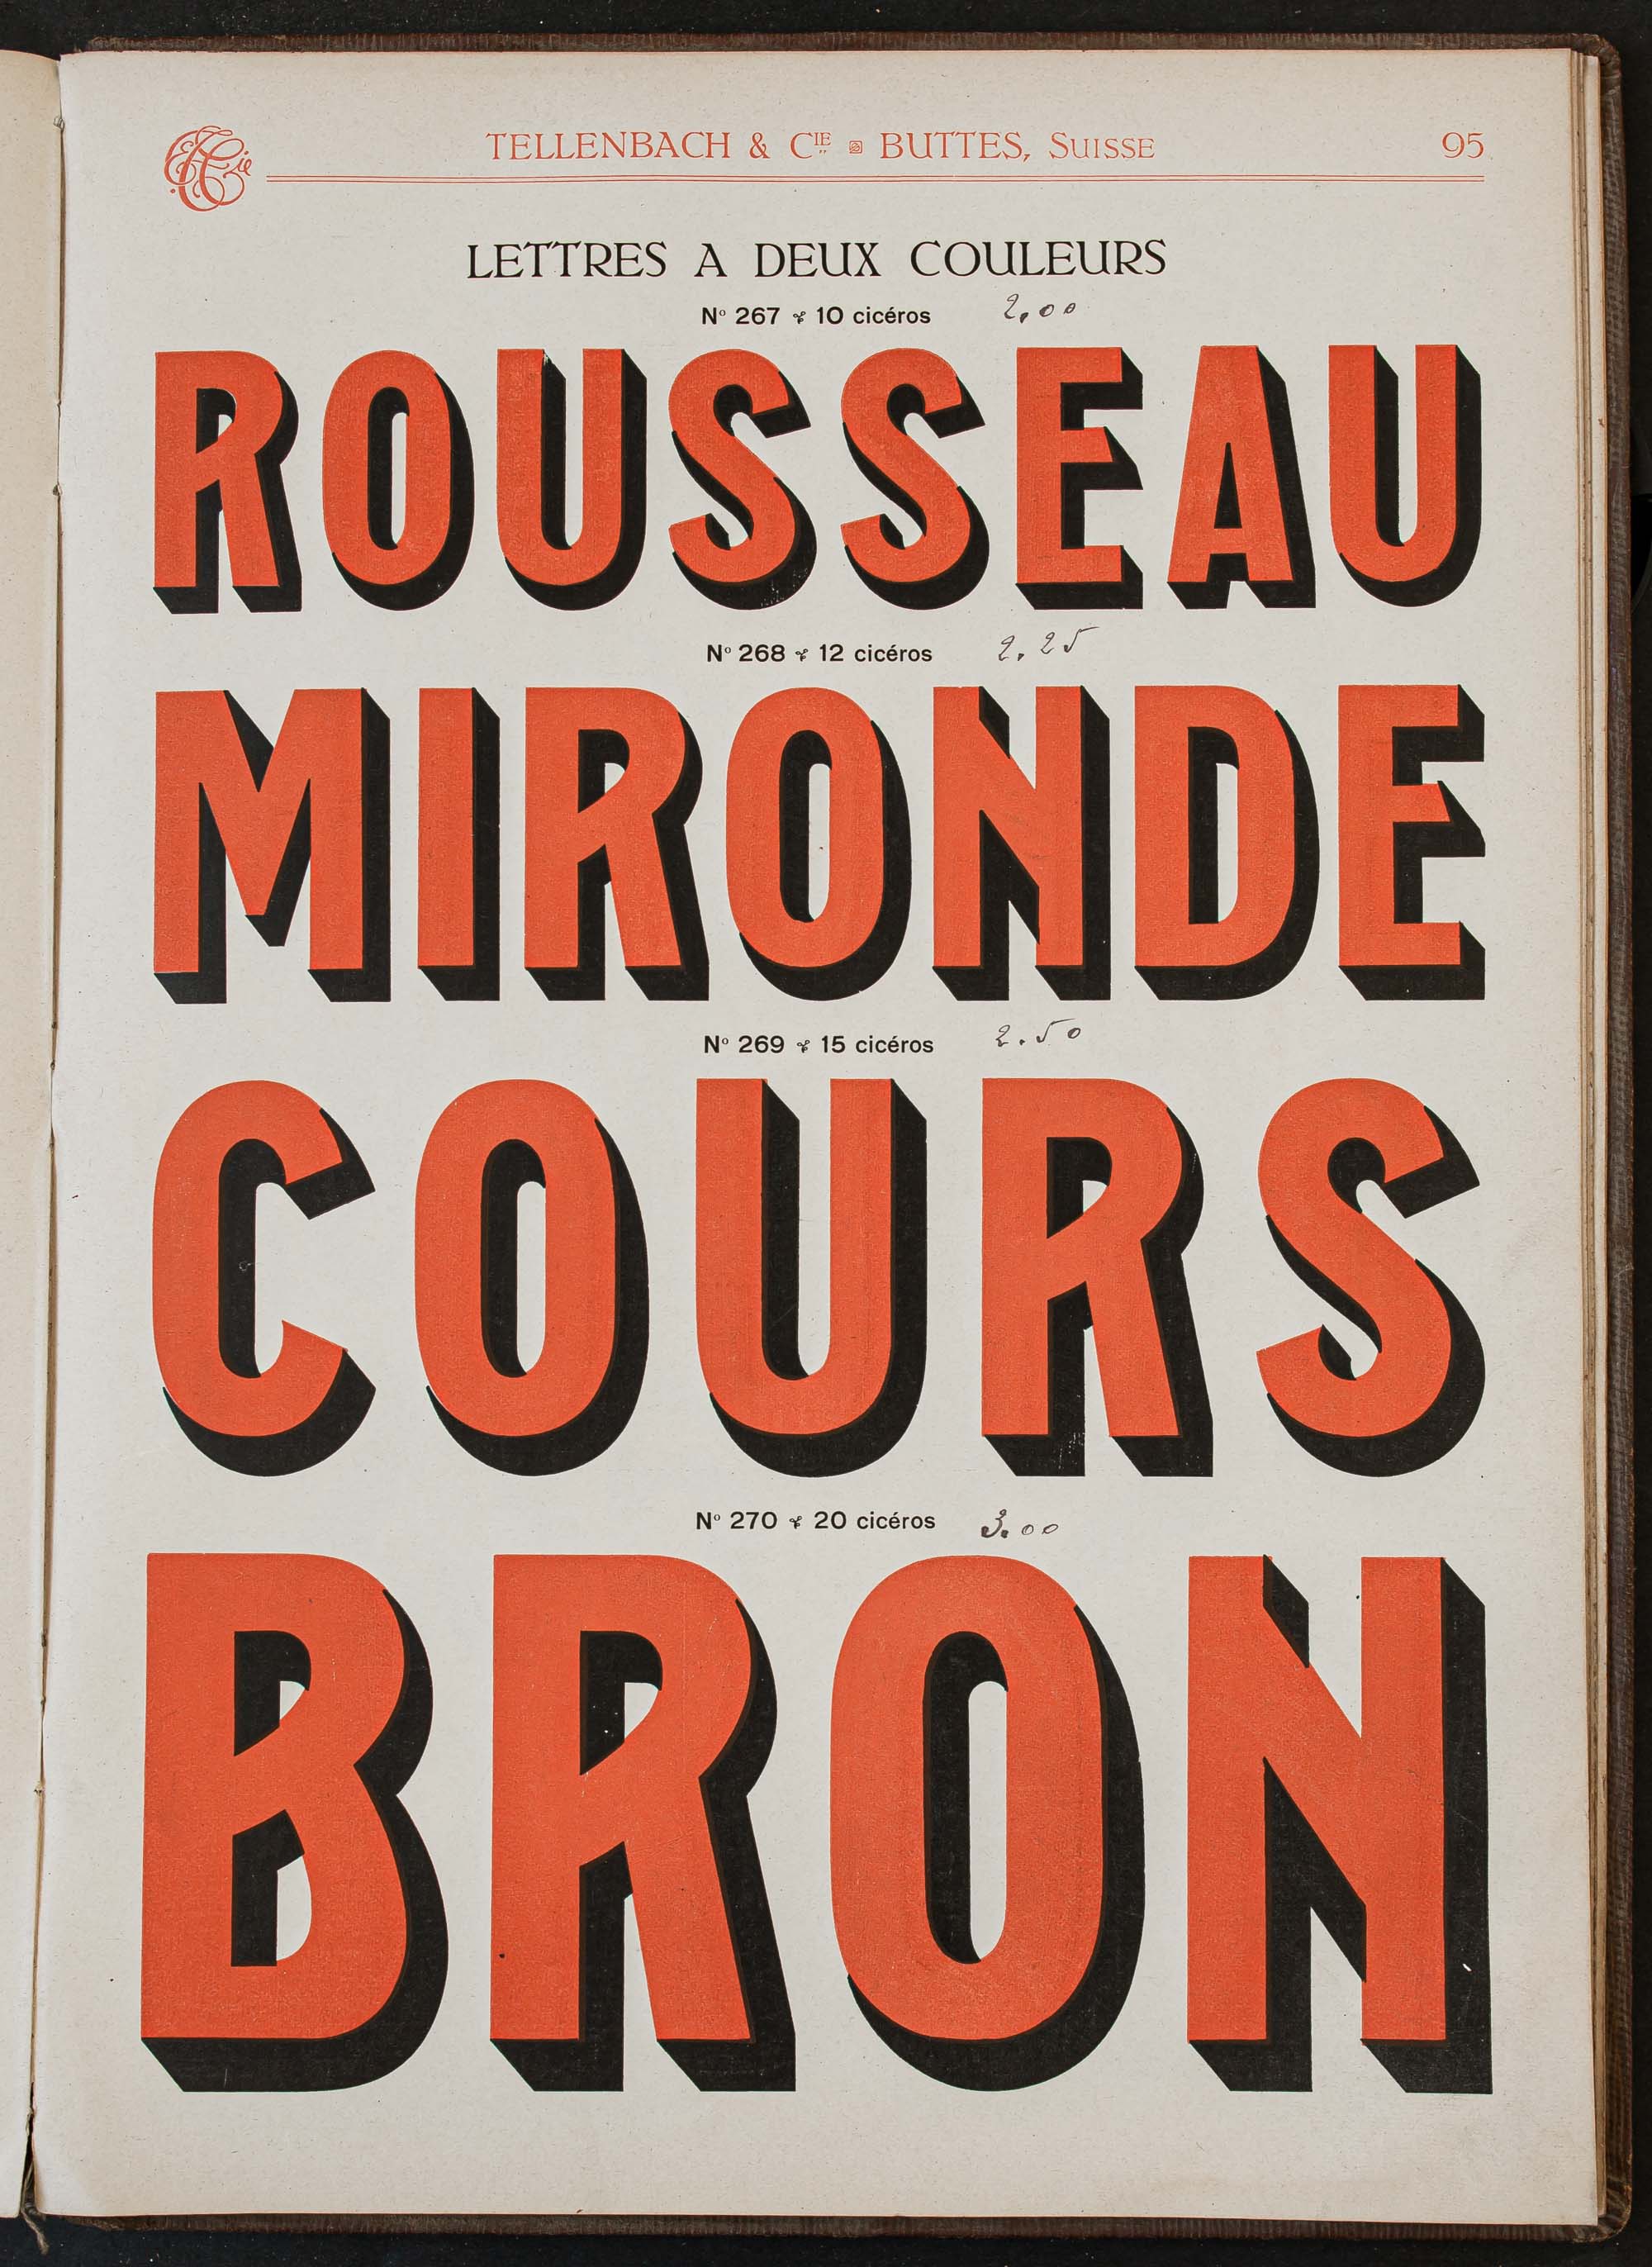 TELLENBACH & CIE BUTTES, SUISSE 95
LETTRES A DEUX COULEURS
No 267 10 cicéros 2,00
ROUSSEAU
No 268 12 cicéros 2.25
MIRONDE
No 269 15 cicéros 2.50
COURS
No 270 20 cicéros 3.00
BRON